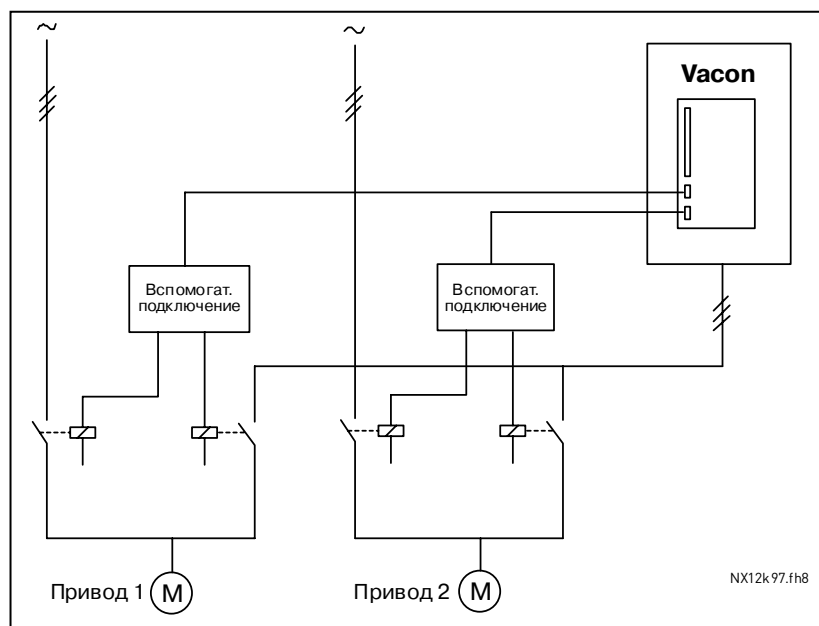 Vacon
Вспомогат.
подключение
Вспомогат.
подключение
Привод 1
M
Привод 2
M
NX12k97.fh8